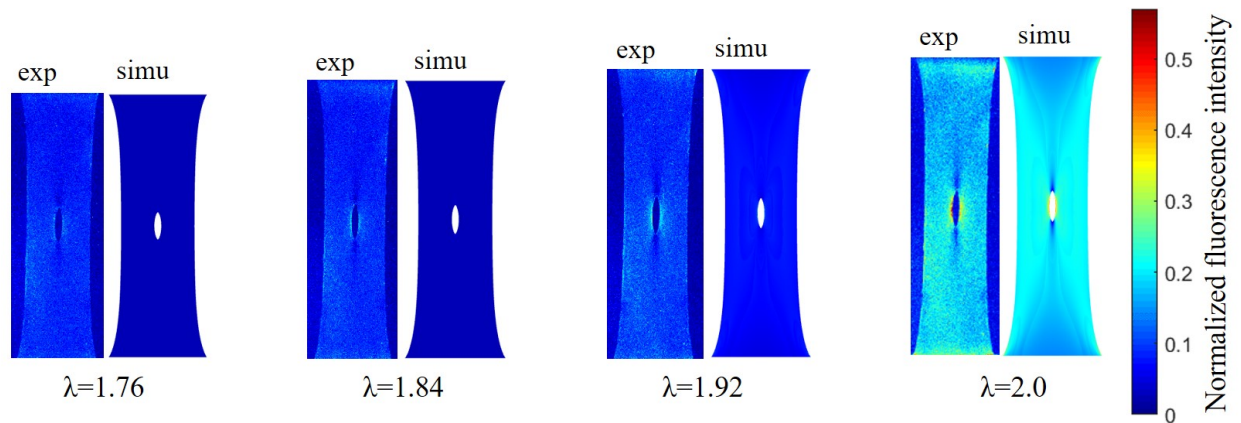 exp simu
λ=1.76
exp simu
λ=1.84
exp simu
λ=1.92
exp simu
λ=2.0
0.5
0.4
0.3
0.2
0.1
0
Normalized fluorescence intensity